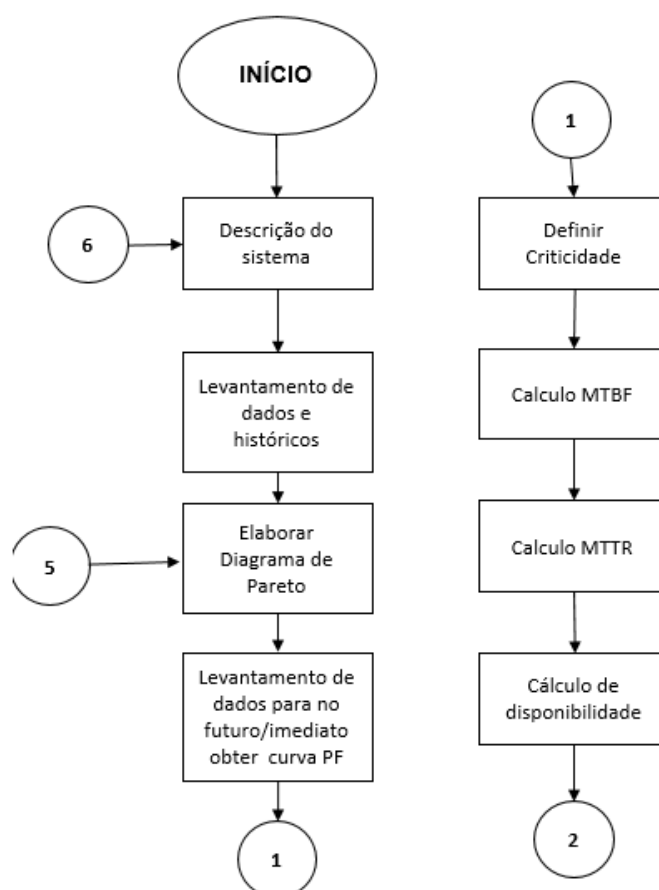 INÍCIO
6
Descrição do
sistema
Levantamento de
dados e
históricos
5
Elaborar
Diagrama de
Pareto
Levantamento de
dados para no
futuro/imediato
obter curva PF
1
1
Definir
Criticidade
Calculo MTBF
Calculo MTTR
Cálculo de
disponibilidade
2